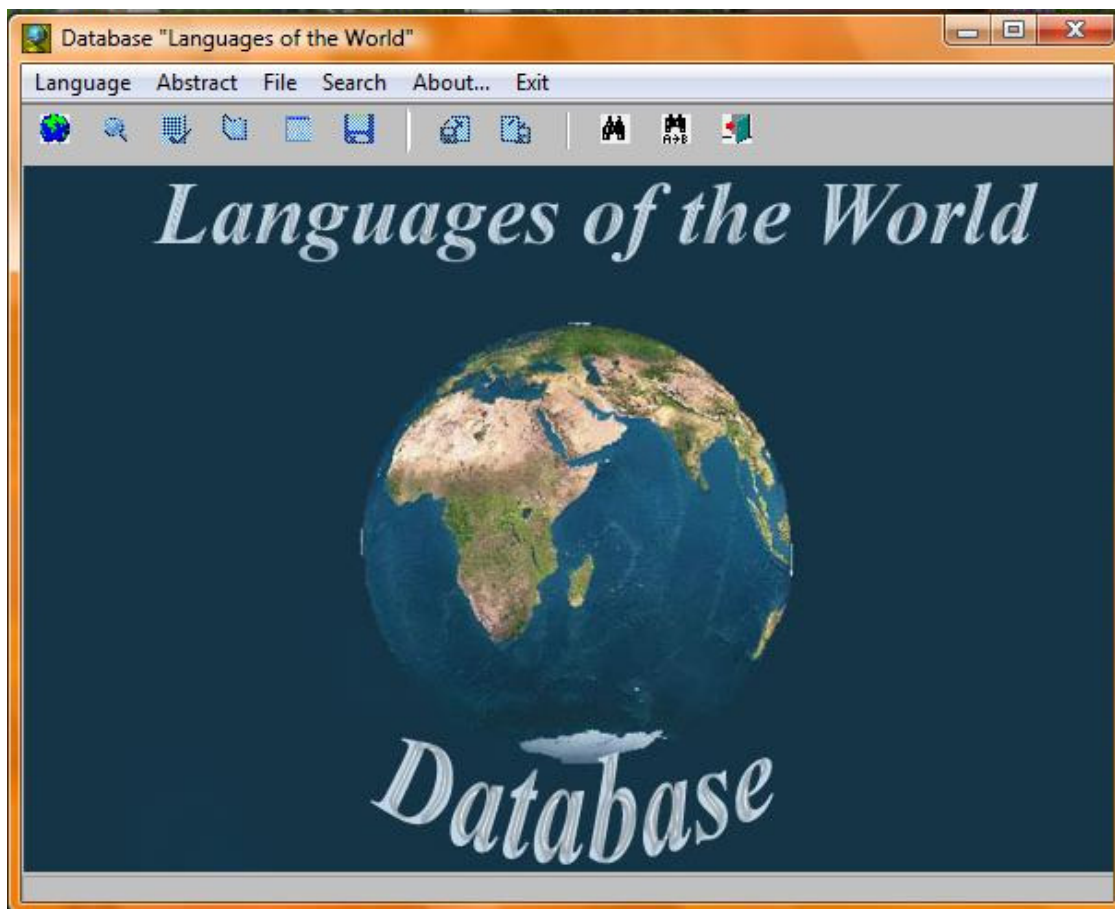 Database "Languages of the World"
Language Abstract File Search About... Exit
A→B
Languages of the World
Database